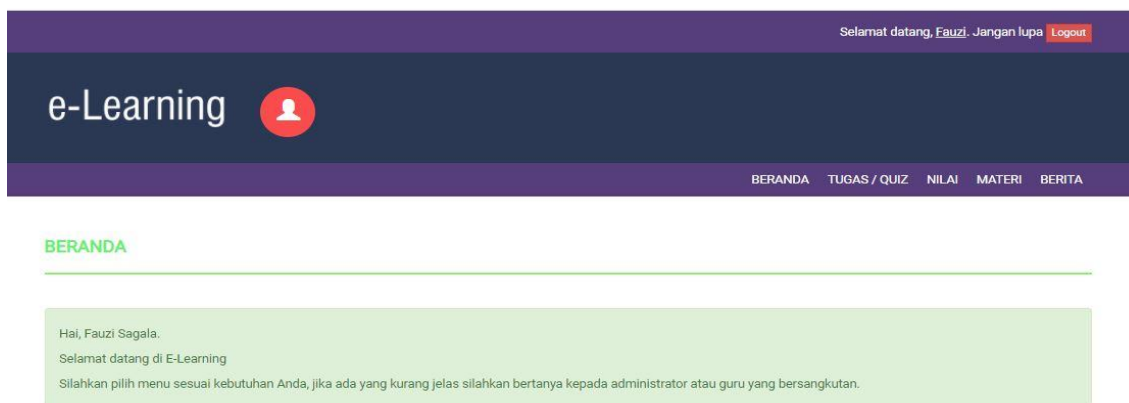 Selamat datang, Fauzi. Jangan lupa Logout
e-Learning
BERANDA TUGAS / QUIZ NILAI MATERI BERITA
BERANDA
Hai, Fauzi Sagala.
Selamat datang di E-Learning
Silahkan pilih menu sesuai kebutuhan Anda, jika ada yang kurang jelas silahkan bertanya kepada administrator atau guru yang bersangkutan.